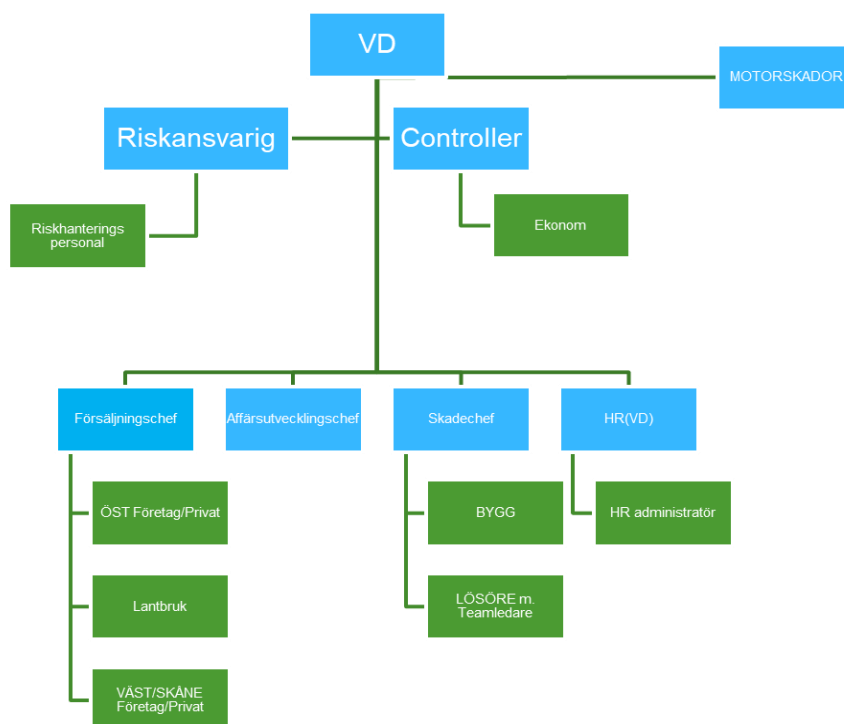 VD
MOTORSKADOR
Riskansvarig
Controller
Riskhanterings
personal
Ekonom
Försäljningschef
Affärsutvecklingschef
Skadechef
HR(VD)
ÖST Företag/Privat
BYGG
HR administratör
Lantbruk
LÖSÖRE m.
Teamledare
VÄST/SKÅNE
Företag/Privat